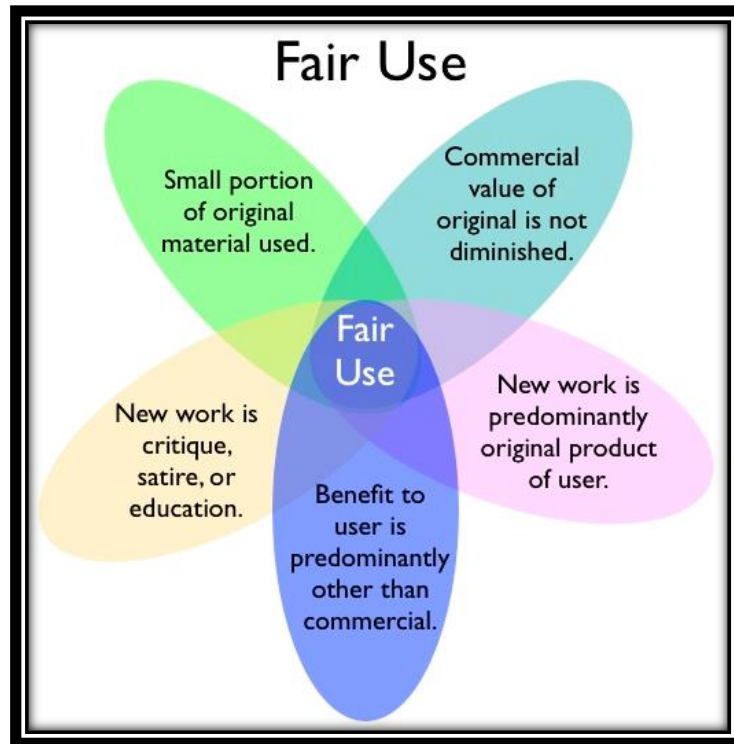 Fair Use
Small portion
of original
material used.
Commercial
value of
original is not
diminished.
Fair
Use
New work is
critique,
satire, or
education.
New work is
predominantly
original product
of user.
Benefit to
user is
predominantly
other than
commercial.